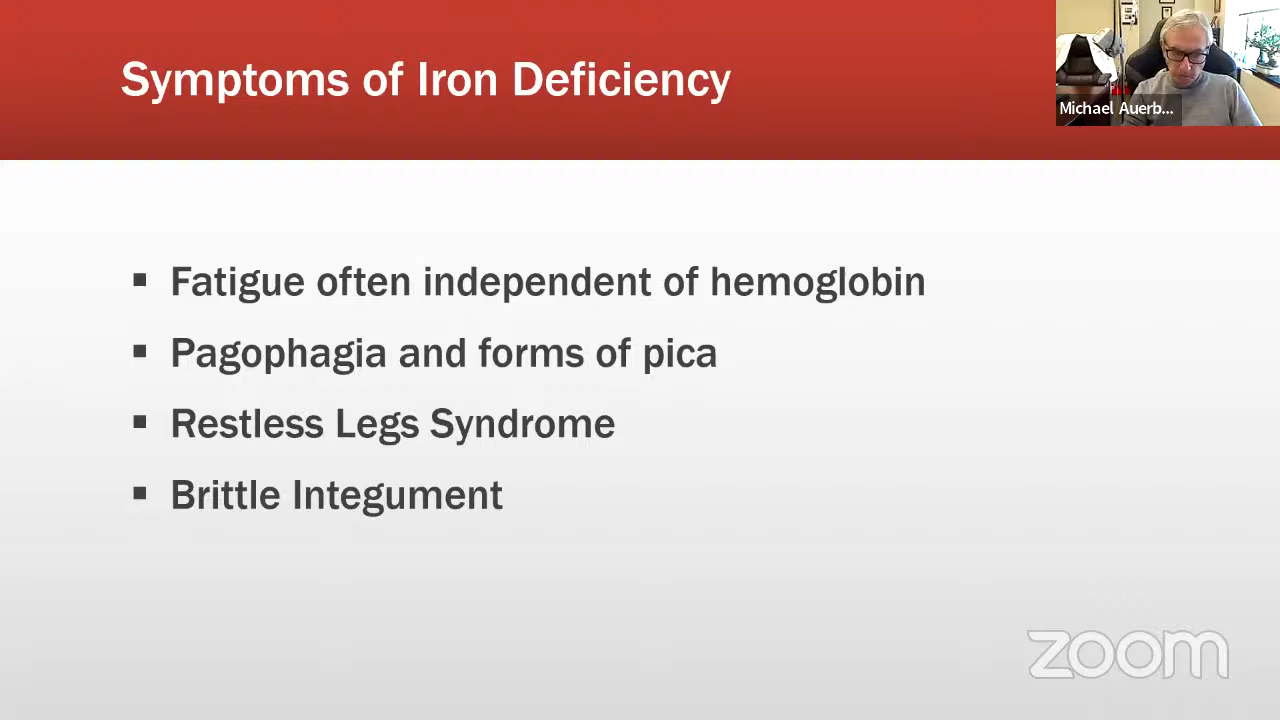 Symptoms of Iron Deficiency
Michael Auerb...
Fatigue often independent of hemoglobin
Pagophagia and forms of pica
Restless Legs Syndrome
Brittle Integument
zoom